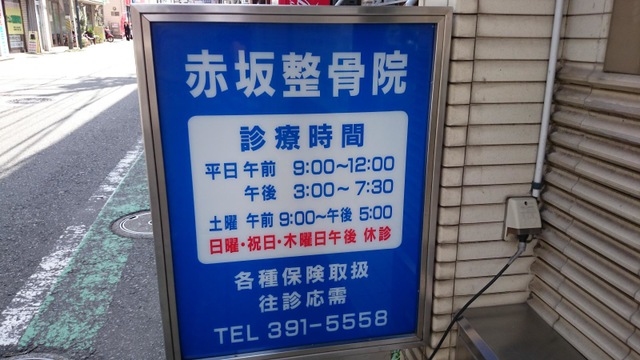 赤坂整骨院
診療時間
平日 午前 9:00～12:00
午後 3:00～7:30
土曜 午前 9:00～午後 5:00
日曜・祝日・木曜日午後 休診
各種保険取扱
往診応需
TEL 391-5558